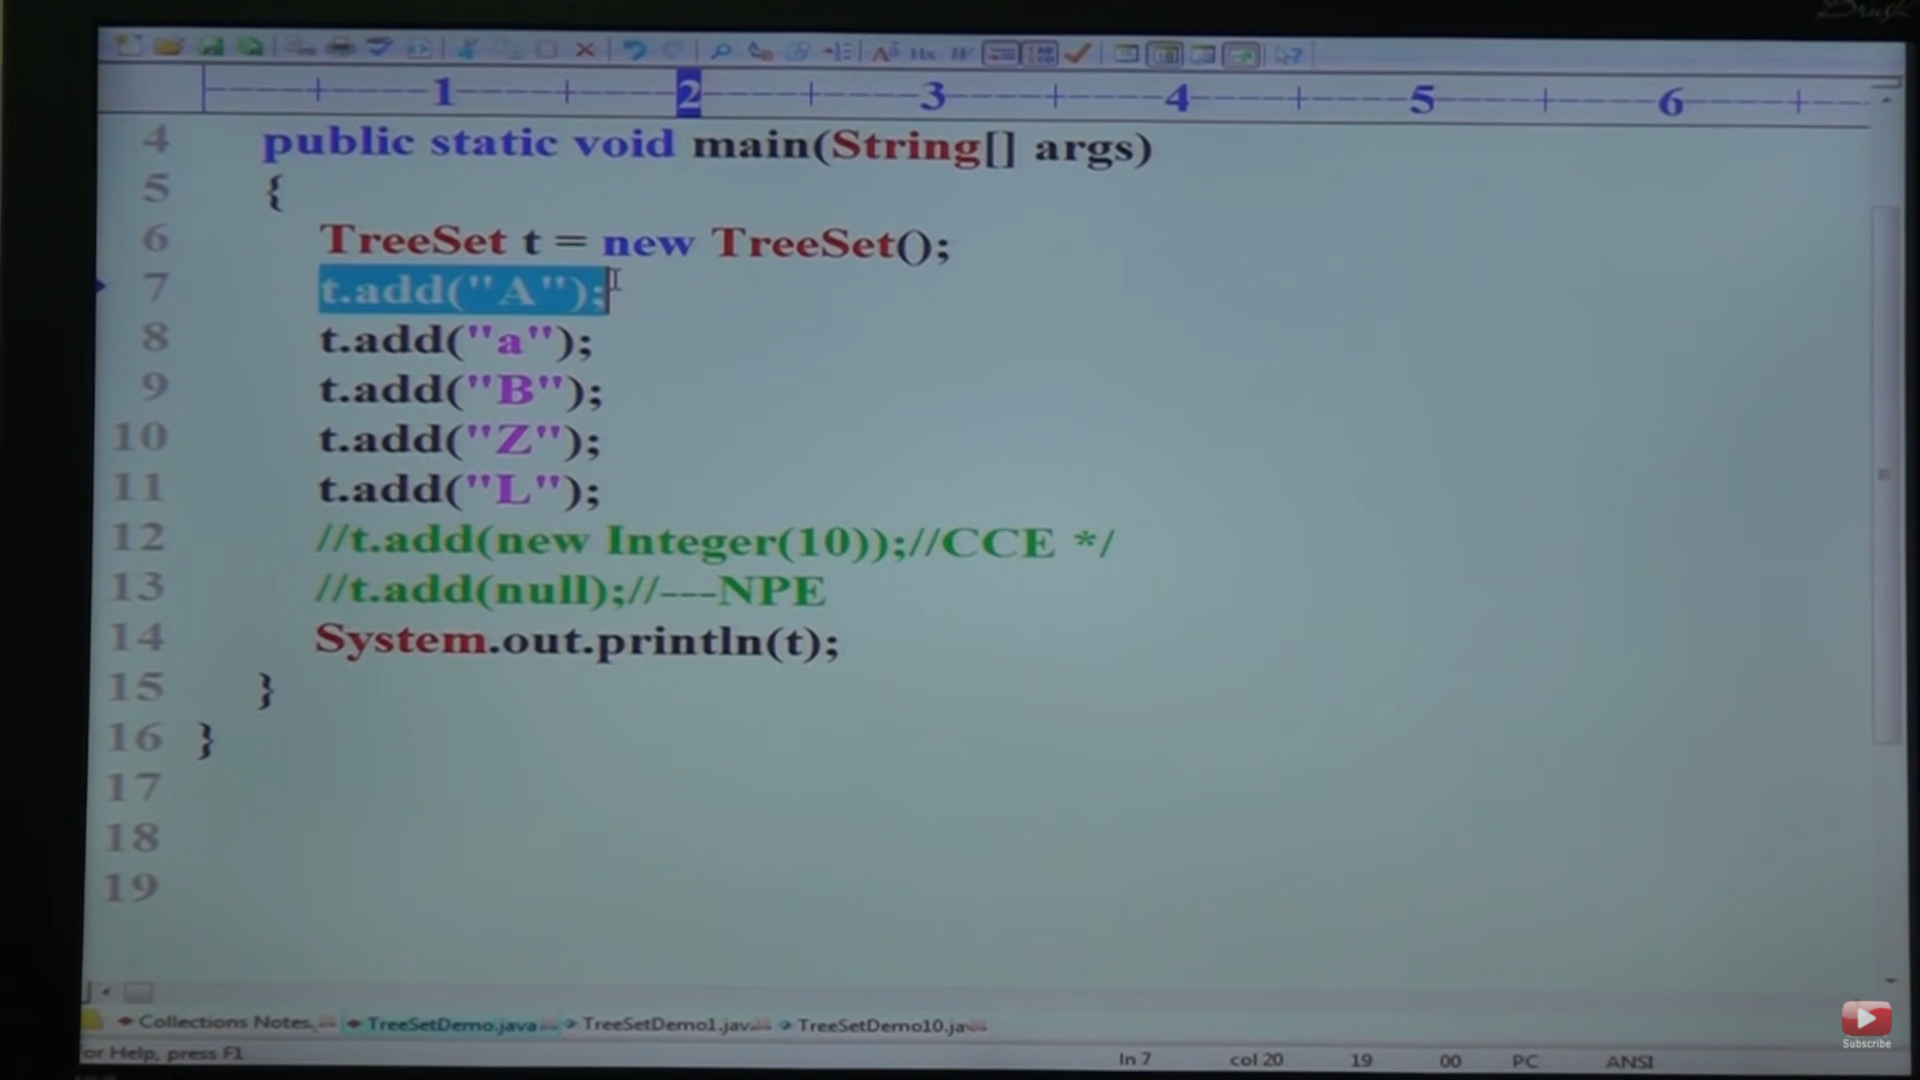 1 2 3 4 5 6
4 public static void main(String[] args)
5 {
6 TreeSet t = new TreeSet();
7 t.add("A");
8 t.add("a");
9 t.add("B");
10 t.add("Z");
11 t.add("L");
12 //t.add(new Integer(10));//CCE */
13 //t.add(null);//---NPE
14 System.out.println(t);
15 }
16 }
17
18
19
Collections Notes. TreeSetDemo.java TreeSetDemo1.jav TreeSetDemo10.ja
or Help, press F1 ln 7 col 20 19 00 PC ANSI
Subscribe